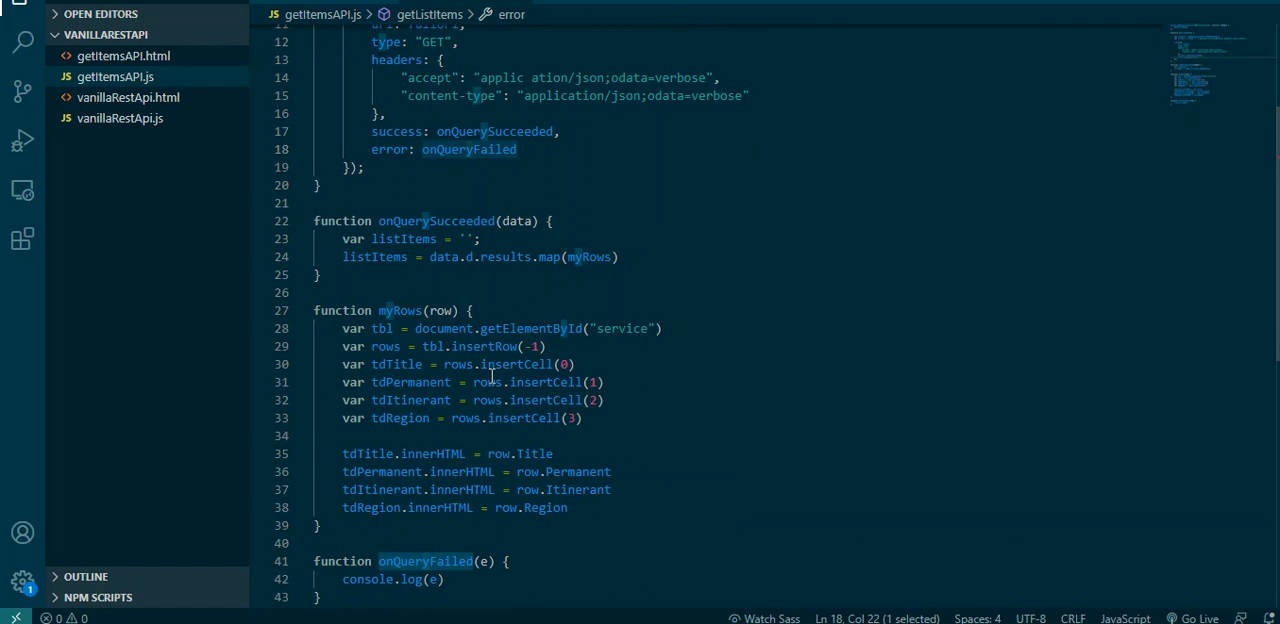 OPEN EDITORS
VANILLARESTAPI
getItemsAPI.html
JS getItemsAPI.js
vanillaRestApi.html
JS vanillaRestApi.js
OUTLINE
NPM SCRIPTS
1
JS getItemsAPI.js > getListItems > error
11
12 type: "GET",
13 headers: {
14 "accept": "applic ation/json;odata=verbose",
15 "content-type": "application/json;odata=verbose"
16 },
17 success: onQuerySucceeded,
18 error: onQueryFailed
19 });
20 }
21
22 function onQuerySucceeded(data) {
23 var listItems = '';
24 listItems = data.d.results.map(myRows)
25 }
26
27 function myRows(row) {
28 var tbl = document.getElementById("service")
29 var rows = tbl.insertRow(-1)
30 var tdTitle = rows.insertCell(0)
31 var tdPermanent = rows.insertCell(1)
32 var tdItinerant = rows.insertCell(2)
33 var tdRegion = rows.insertCell(3)
34
35 tdTitle.innerHTML = row.Title
36 tdPermanent.innerHTML = row.Permanent
37 tdItinerant.innerHTML = row.Itinerant
38 tdRegion.innerHTML = row.Region
39 }
40
41 function onQueryFailed(e) {
42 console.log(e)
43 }
0 0 Watch Sass Ln 18, Col 22 (1 selected) Spaces: 4 UTF-8 CRLF JavaScript Go Live